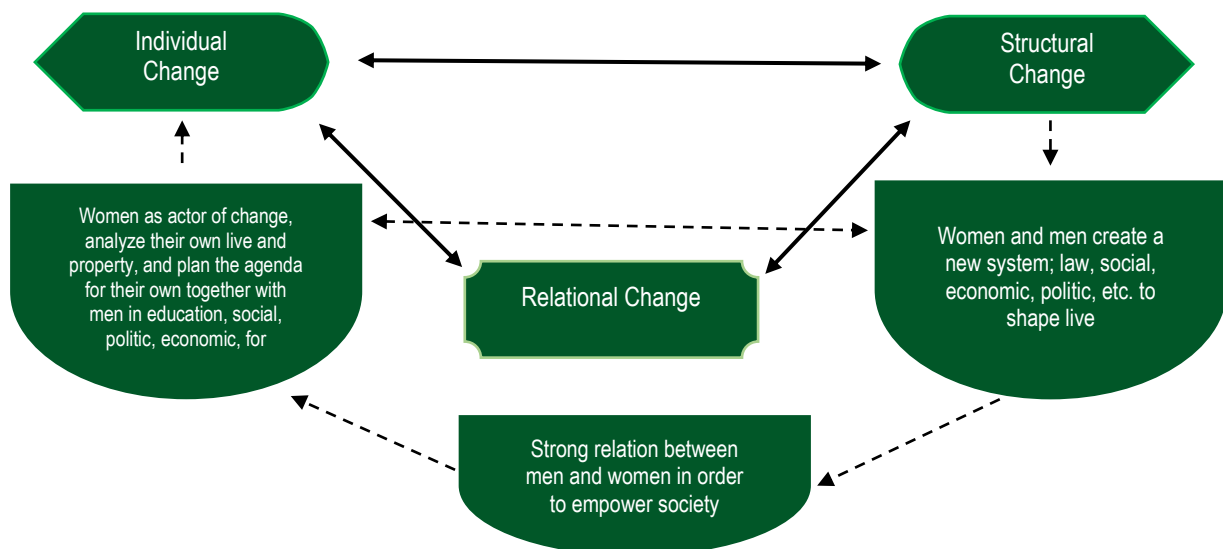 Individual
Change
Structural
Change
Women as actor of change,
analyze their own live and
property, and plan the agenda
for their own together with
men in education, social,
politic, economic, for
Relational Change
Women and men create a
new system; law, social,
economic, politic, etc. to
shape live
Strong relation between
men and women in order
to empower society